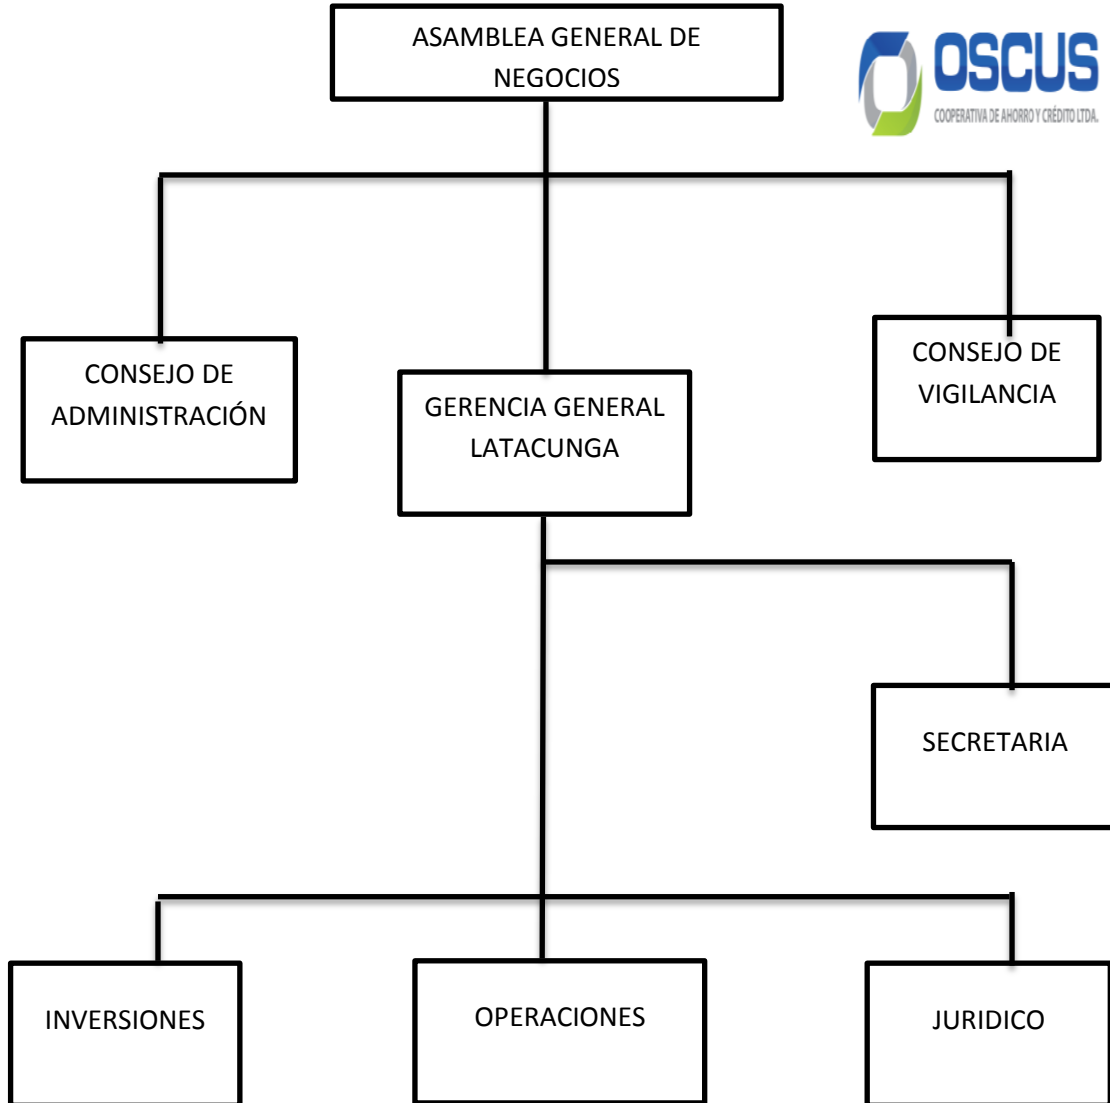 ASAMBLEA GENERAL DE
NEGOCIOS
OSCUS
COOPERATIVA DE AHORRO Y CRÉDITO LTDA.
CONSEJO DE
ADMINISTRACIÓN
GERENCIA GENERAL
LATACUNGA
CONSEJO DE
VIGILANCIA
SECRETARIA
INVERSIONES
OPERACIONES
JURIDICO